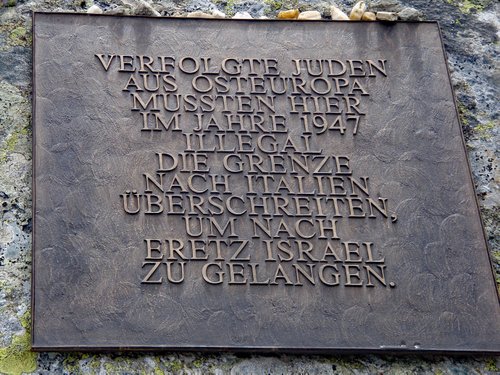 VERFOLGTE JUDEN
AUS OSTEUROPA
MUSSTEN HIER
IM JAHRE 1947
ILLEGAL
DIE GRENZE
NACH ITALIEN
ÜBERSCHREITEN,
UM NACH
ERETZ ISRAEL
ZU GELANGEN.